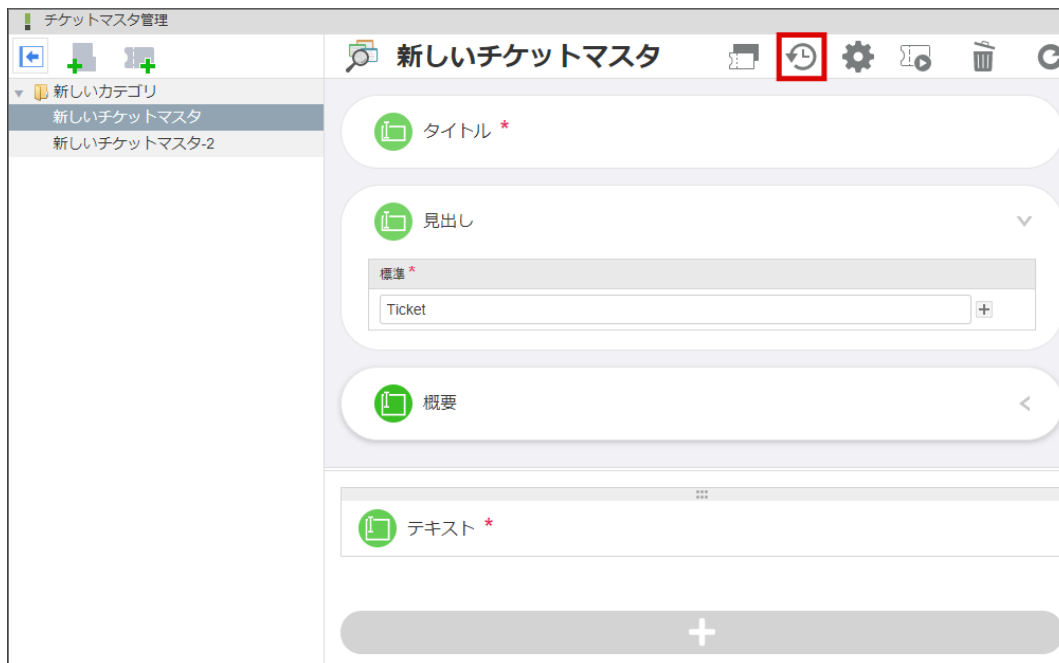 チケットマスタ管理
新しいチケットマスタ
新しいカテゴリ
新しいチケットマスタ
新しいチケットマスタ-2
タイトル *
見出し
標準 *
Ticket
概要
テキスト *